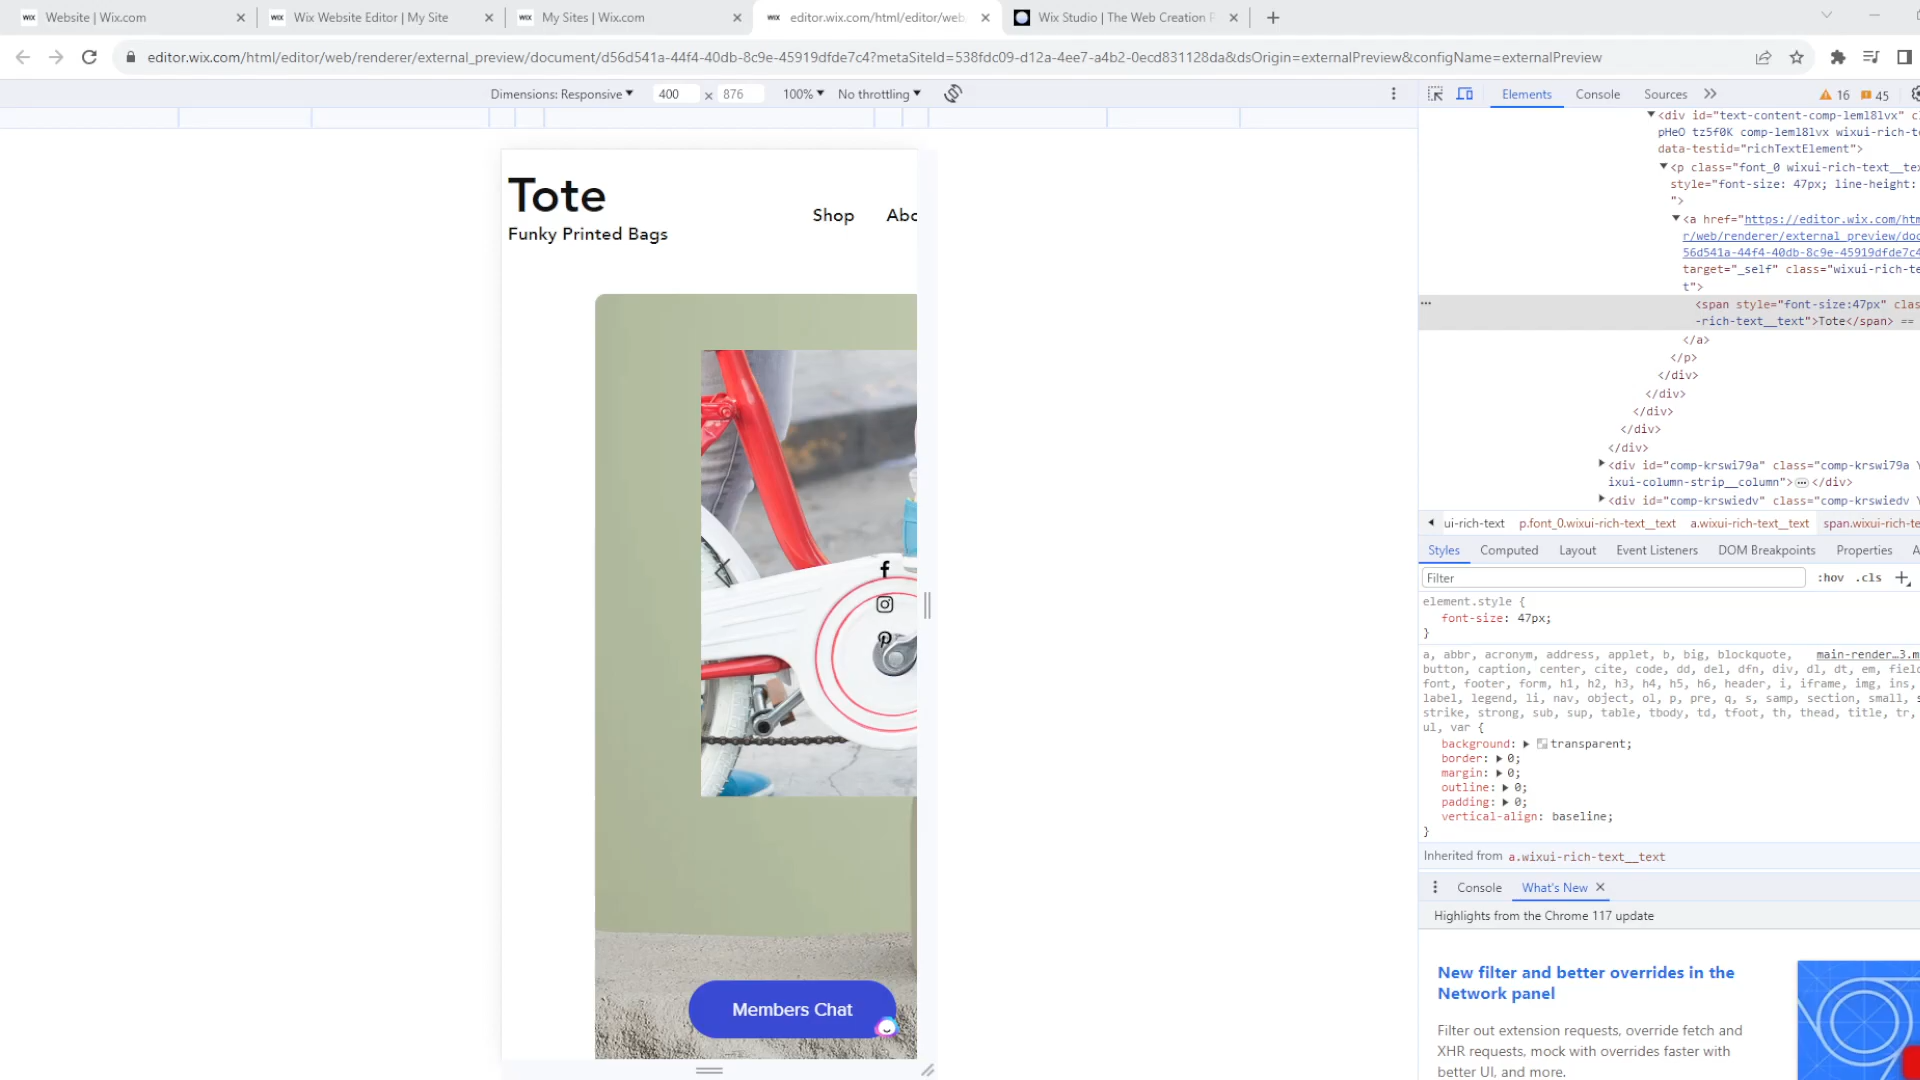 WIX Website | Wix.com
WIX Wix Website Editor | My Site
WIX My Sites | Wix.com
WIX editor.wix.com/html/editor/web
Wix Studio | The Web Creation P
editor.wix.com/html/editor/web/renderer/external_preview/document/d56d541a-44f4-40db-8c9e-45919dfde7c4?metaSiteId=538fdc09-d12a-4ee7-a4b2-0ecd831128da&dsOrigin=externalPreview&configName=externalPreview
Dimensions: Responsive 400 × 876 100% No throttling
Elements Console Sources 16 45
<div id="text-content-comp-leml8lvx" c
pHeO tz5f0K comp-leml8lvx wixui-rich-t
data-testid="richTextElement">
<p class="font_0 wixui-rich-text__te
style="font-size: 47px; line-height:
">
<a href="https://editor.wix.com/htm
r/web/renderer/external_preview/doc
56d541a-44f4-40db-8c9e-45919dfde7c4
target="_self" class="wixui-rich-te
t">
<span style="font-size:47px" clas
-rich-text__text">Tote</span> ==
</a>
</p>
</div>
</div>
</div>
</div>
</div>
<div id="comp-krswi79a" class="comp-krswi79a Y
ixui-column-strip__column"> … </div>
<div id="comp-krswiedv" class="comp-krswiedv Y
ui-rich-text p.font_0.wixui-rich-text__text a.wixui-rich-text__text span.wixui-rich-te
Styles Computed Layout Event Listeners DOM Breakpoints Properties A
Filter :hov .cls
element.style {
font-size: 47px;
}
a, abbr, acronym, address, applet, b, big, blockquote, main-render…3.m
button, caption, center, cite, code, dd, del, dfn, div, dl, dt, em, fiel
font, footer, form, h1, h2, h3, h4, h5, h6, header, i, iframe, img, ins,
label, legend, li, nav, object, ol, p, pre, q, s, samp, section, small, s
strike, strong, sub, sup, table, tbody, td, tfoot, th, thead, title, tr,
ul, var {
background: transparent;
border: 0;
margin: 0;
outline: 0;
padding: 0;
vertical-align: baseline;
}
Inherited from a.wixui-rich-text__text
Console What's New
Highlights from the Chrome 117 update
New filter and better overrides in the
Network panel
Filter out extension requests, override fetch and
XHR requests, mock with overrides faster with
better UI, and more.
Tote
Funky Printed Bags
Shop Abo
Members Chat